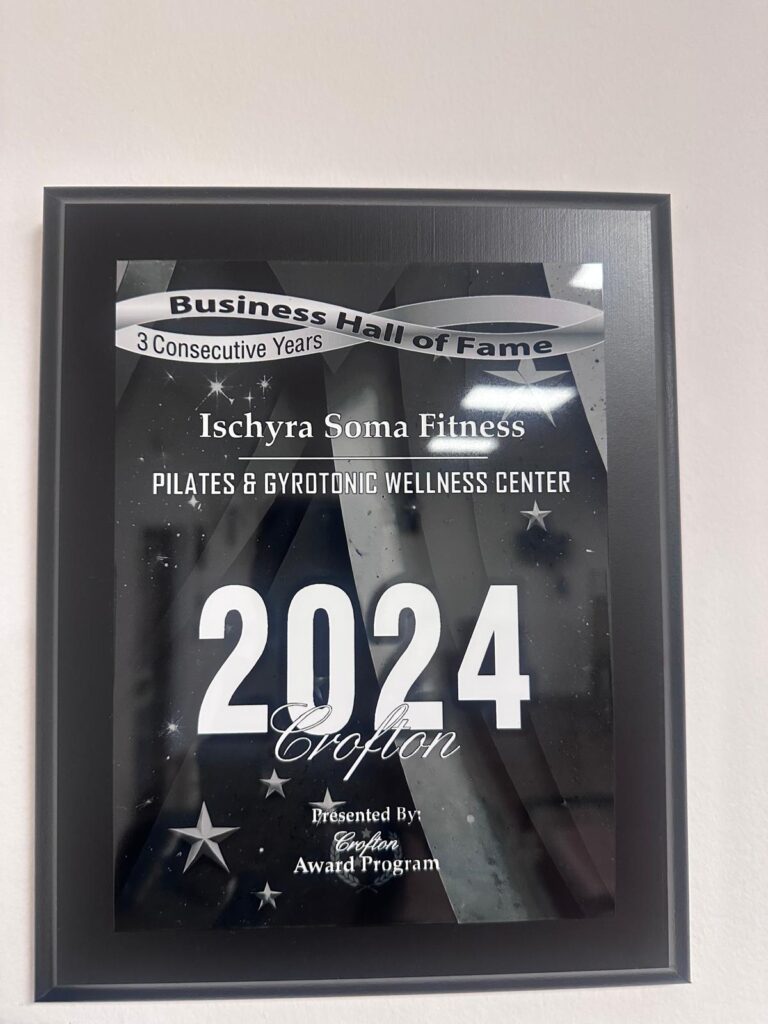 Business Hall of Fame
3 Consecutive Years
Ischyra Soma Fitness
PILATES & GYROTONIC WELLNESS CENTER
2024
Crofton
Presented By:
Crofton
Award Program